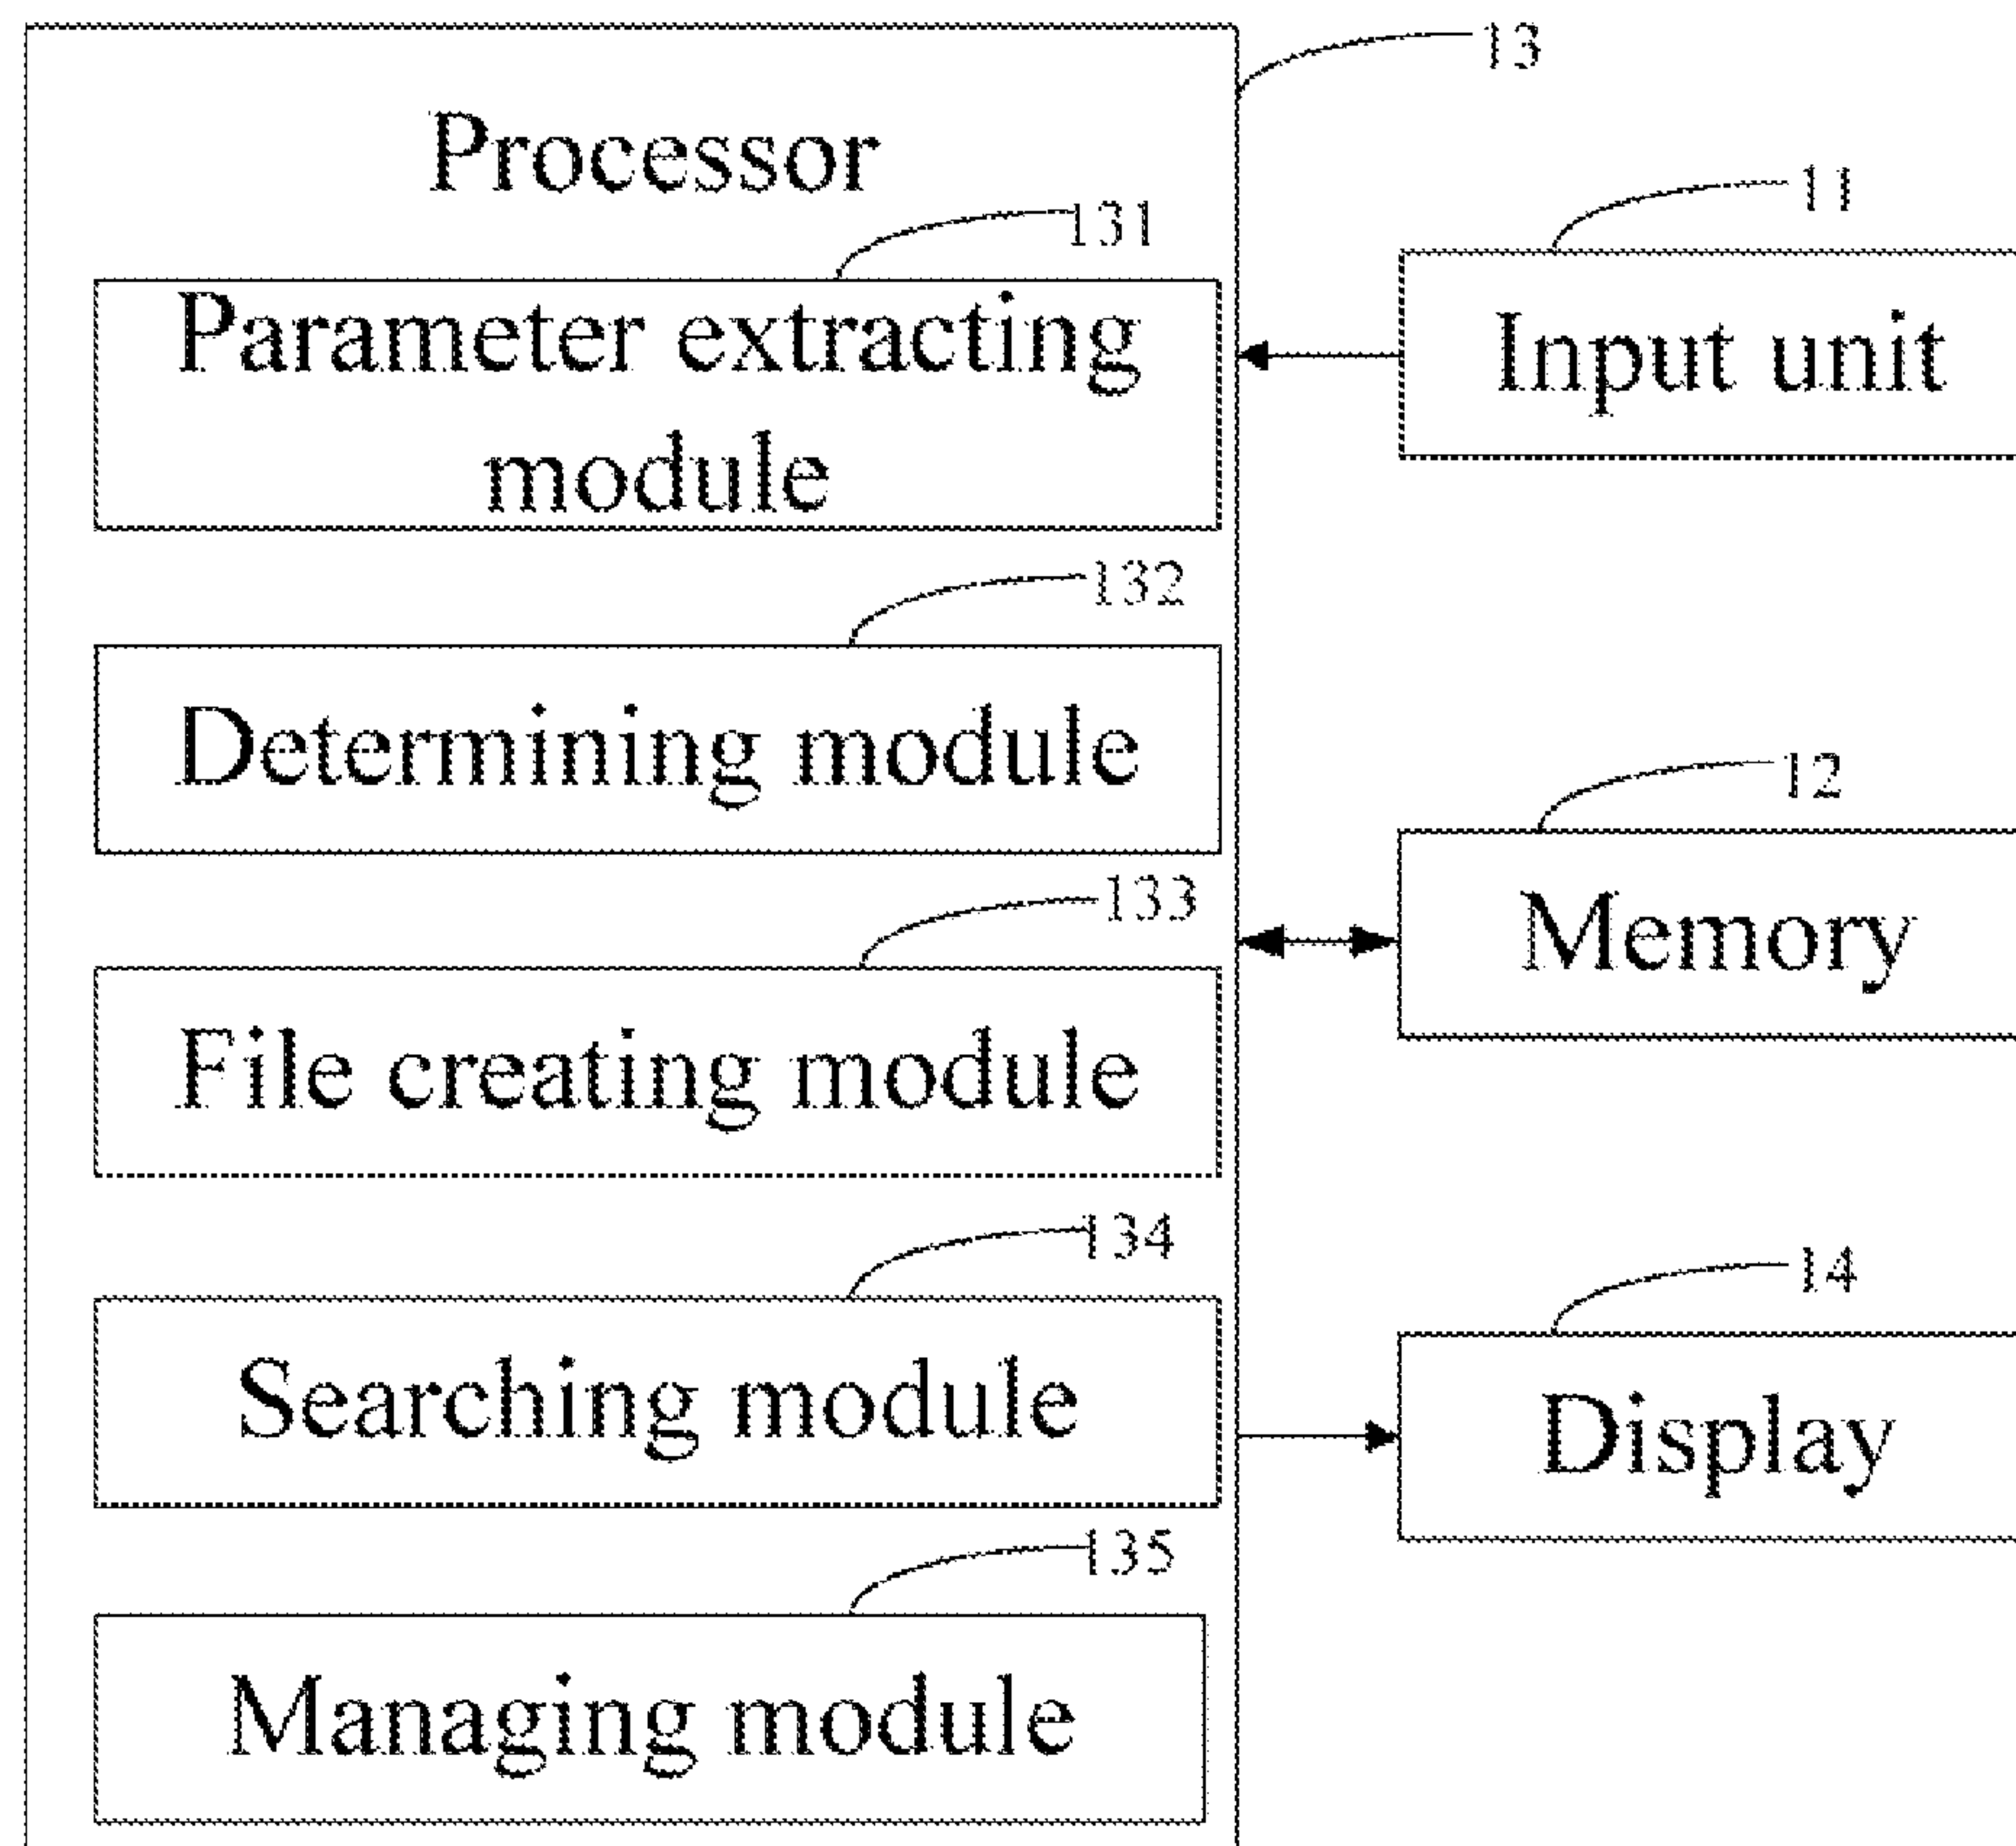 13
Processor
131
Parameter extracting
module
11
Input unit
132
Determining module
12
Memory
133
File creating module
134
Searching module
14
Display
135
Managing module